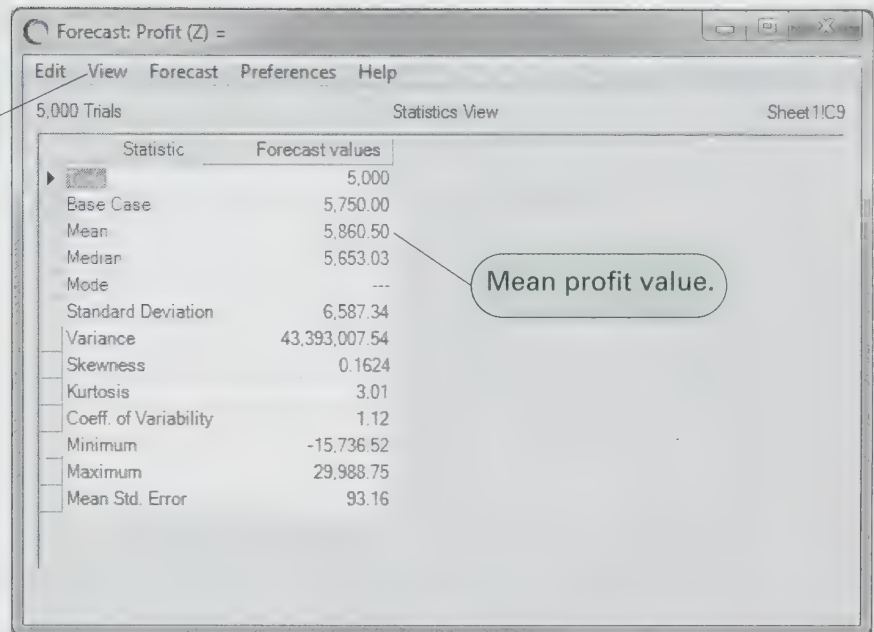 Forecast: Profit (Z) =
Edit View Forecast Preferences Help
5,000 Trials Statistics View Sheet1!C9
Statistic Forecast values
5,000
Base Case 5,750.00
Mean 5,860.50
Median 5,653.03
Mode ---
Standard Deviation 6,587.34
Variance 43,393,007.54
Skewness 0.1624
Kurtosis 3.01
Coeff. of Variability 1.12
Minimum -15,736.52
Maximum 29,988.75
Mean Std. Error 93.16
Mean profit value.